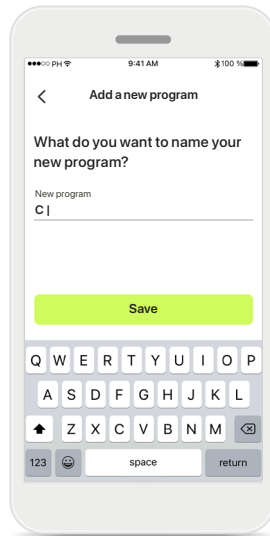 PH 9:41 AM 100 %
Add a new program
What do you want to name your
new program?
New program
C |
Save
Q W E R T Y U I O P
A S D F G H J K L
Z X C V B N M
123 space return